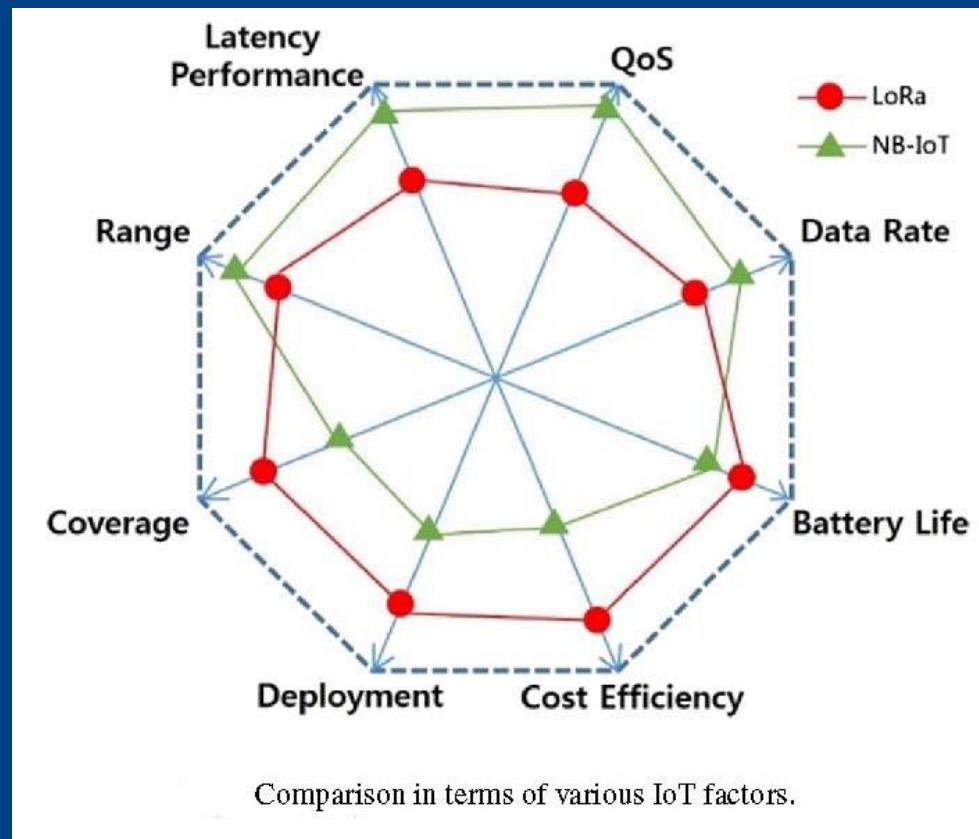 Latency
Performance
QoS
LoRa
NB-IoT
Range
Data Rate
Coverage
Battery Life
Deployment
Cost Efficiency
Comparison in terms of various IoT factors.